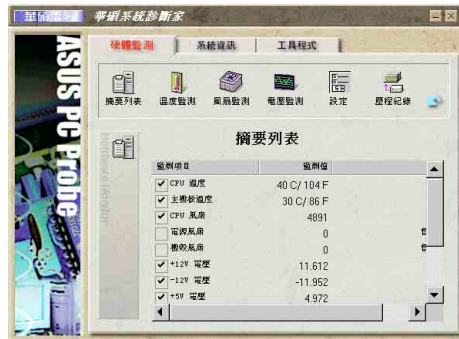 華碩系統診斷家
ASUS PC Probe
硬體監測 系統資訊 工具程式
摘要列表 溫度監測 風扇監測 電壓監測 設定 歷程紀錄
摘要列表
Hardware Monitor
監測項目 監測值
CPU 溫度 40 C/ 104 F
主機板溫度 30 C/ 86 F
CPU 風扇 4891
電源風扇 0
機殼風扇 0
+12V 電壓 11.612
-12V 電壓 -11.952
+5V 電壓 4.972